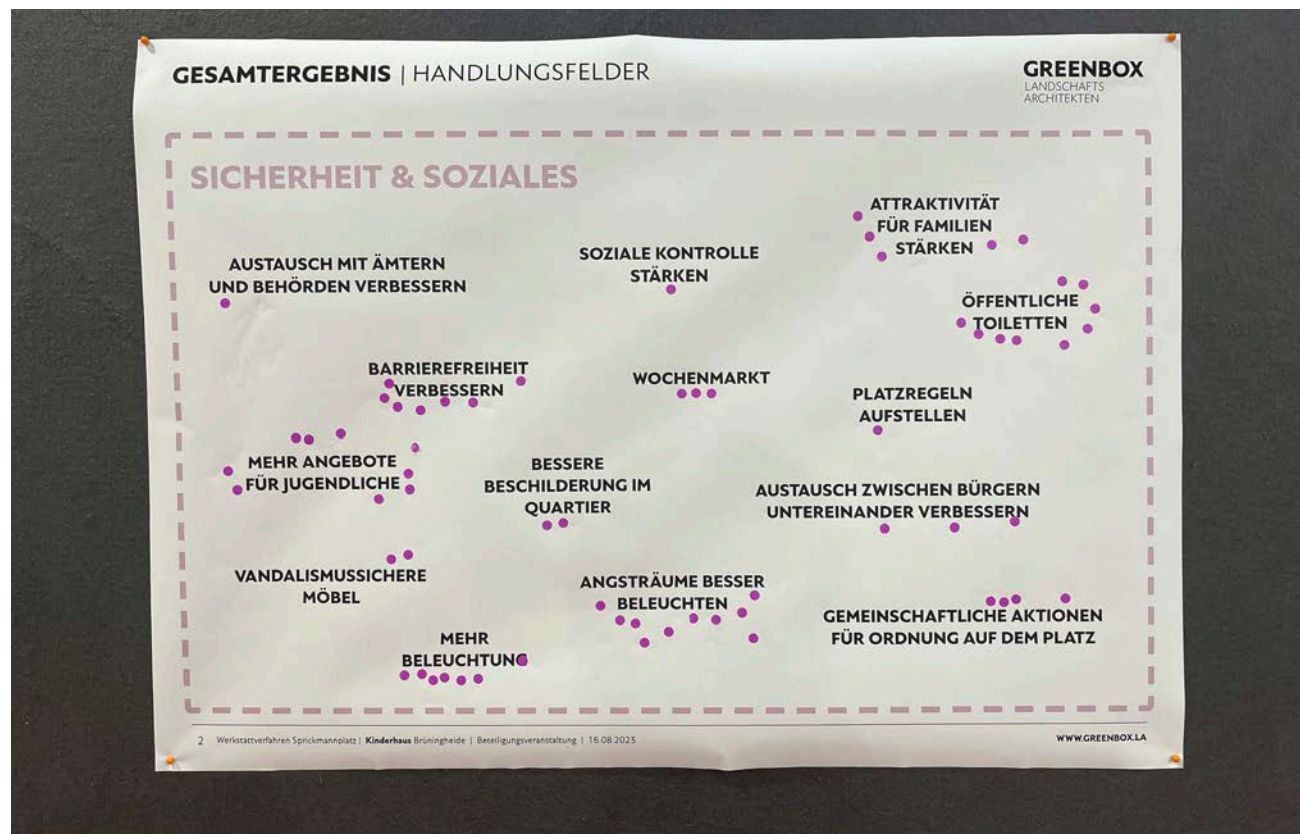 GESAMTERGEBNIS | HANDLUNGSFELDER
GREENBOX
LANDSCHAFTS
ARCHITEKTEN
SICHERHEIT & SOZIALES
ATTRAKTIVITÄT
FÜR FAMILIEN
STÄRKEN
AUSTAUSCH MIT ÄMTERN
UND BEHÖRDEN VERBESSERN
SOZIALE KONTROLLE
STÄRKEN
ÖFFENTLICHE
TOILETTEN
BARRIEREFREIHEIT
VERBESSERN
WOCHENMARKT
PLATZREGELN
AUFSTELLEN
MEHR ANGEBOTE
FÜR JUGENDLICHE
BESSERE
BESCHILDERUNG IM
QUARTIER
AUSTAUSCH ZWISCHEN BÜRGERN
UNTEREINANDER VERBESSERN
VANDALISMUSSICHERE
MÖBEL
ANGSTRÄUME BESSER
BELEUCHTEN
GEMEINSCHAFTLICHE AKTIONEN
FÜR ORDNUNG AUF DEM PLATZ
MEHR
BELEUCHTUNG
2 Werkstattverfahren Sprickmannplatz | Kinderhaus Brüningheide | Beteiligungsveranstaltung | 16.08.2023
WWW.GREENBOX.LA